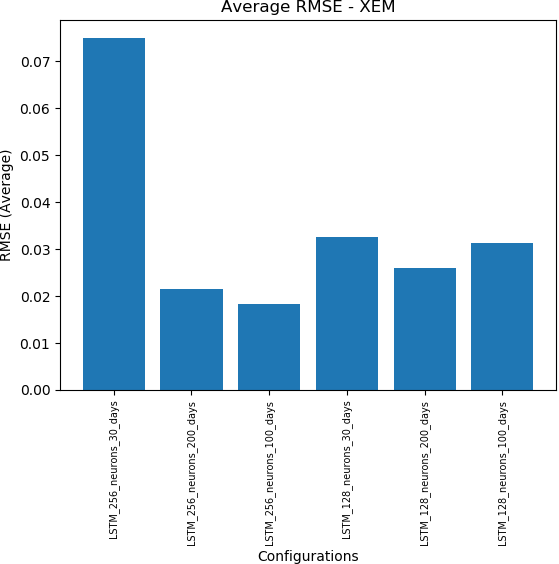 Average RMSE - XEM
RMSE (Average)
0.07
0.06
0.05
0.04
0.03
0.02
0.01
0.00
LSTM_256_neurons_30_days
LSTM_256_neurons_200_days
LSTM_256_neurons_100_days
LSTM_128_neurons_30_days
LSTM_128_neurons_200_days
LSTM_128_neurons_100_days
Configurations